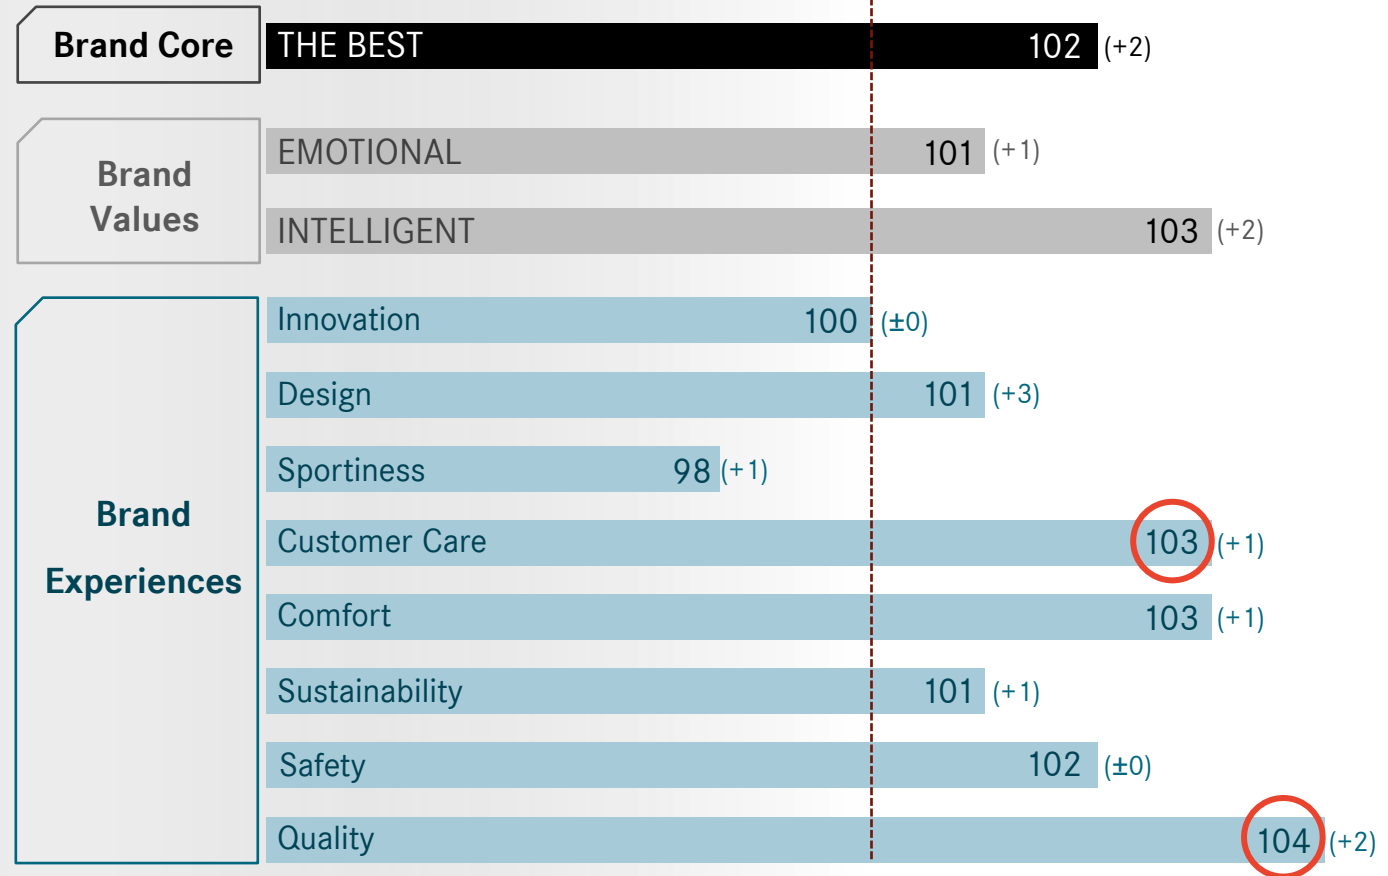 Brand Core
THE BEST 102 (+2)
Brand
Values
EMOTIONAL 101 (+1)
INTELLIGENT 103 (+2)
Brand
Experiences
Innovation 100 (±0)
Design 101 (+3)
Sportiness 98 (+1)
Customer Care 103 (+1)
Comfort 103 (+1)
Sustainability 101 (+1)
Safety 102 (±0)
Quality 104 (+2)